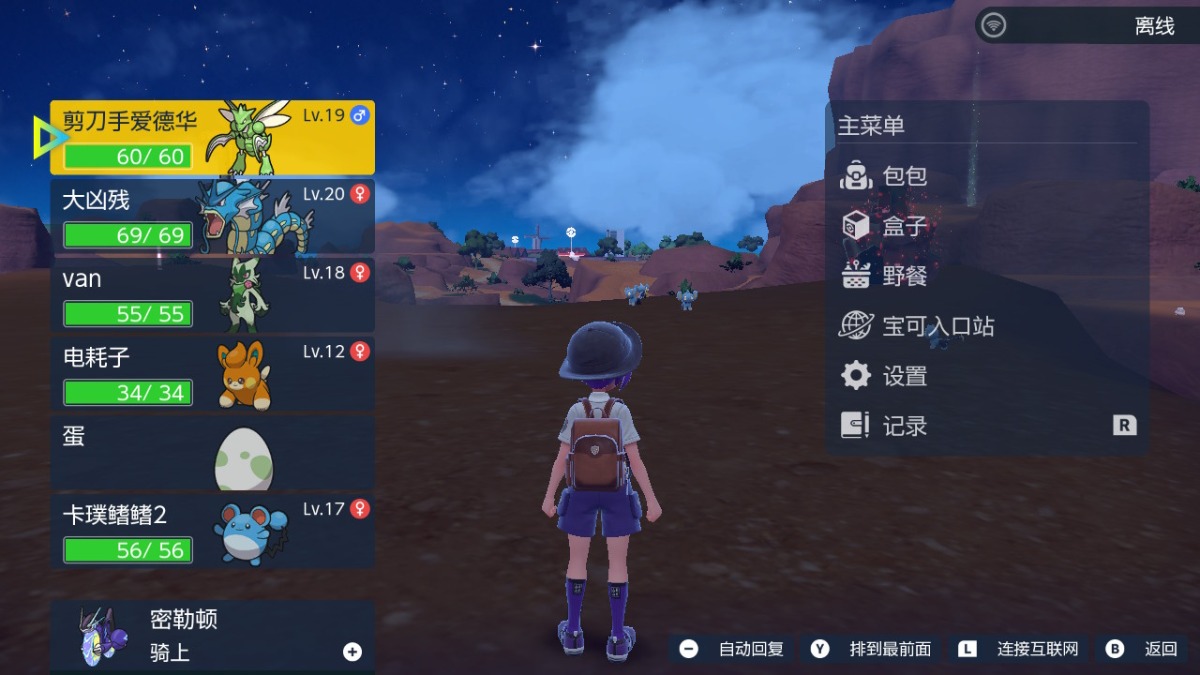 离线
剪刀手爱德华
Lv.19
60/ 60
大凶残
Lv.20
69/ 69
van
Lv.18
55/ 55
电耗子
Lv.12
34/ 34
蛋
卡璞鳍鳍2
Lv.17
56/ 56
密勒顿
骑上
主菜单
包包
盒子
野餐
宝可入口站
设置
记录
R
自动回复
Y 排到最前面
L 连接互联网
B 返回